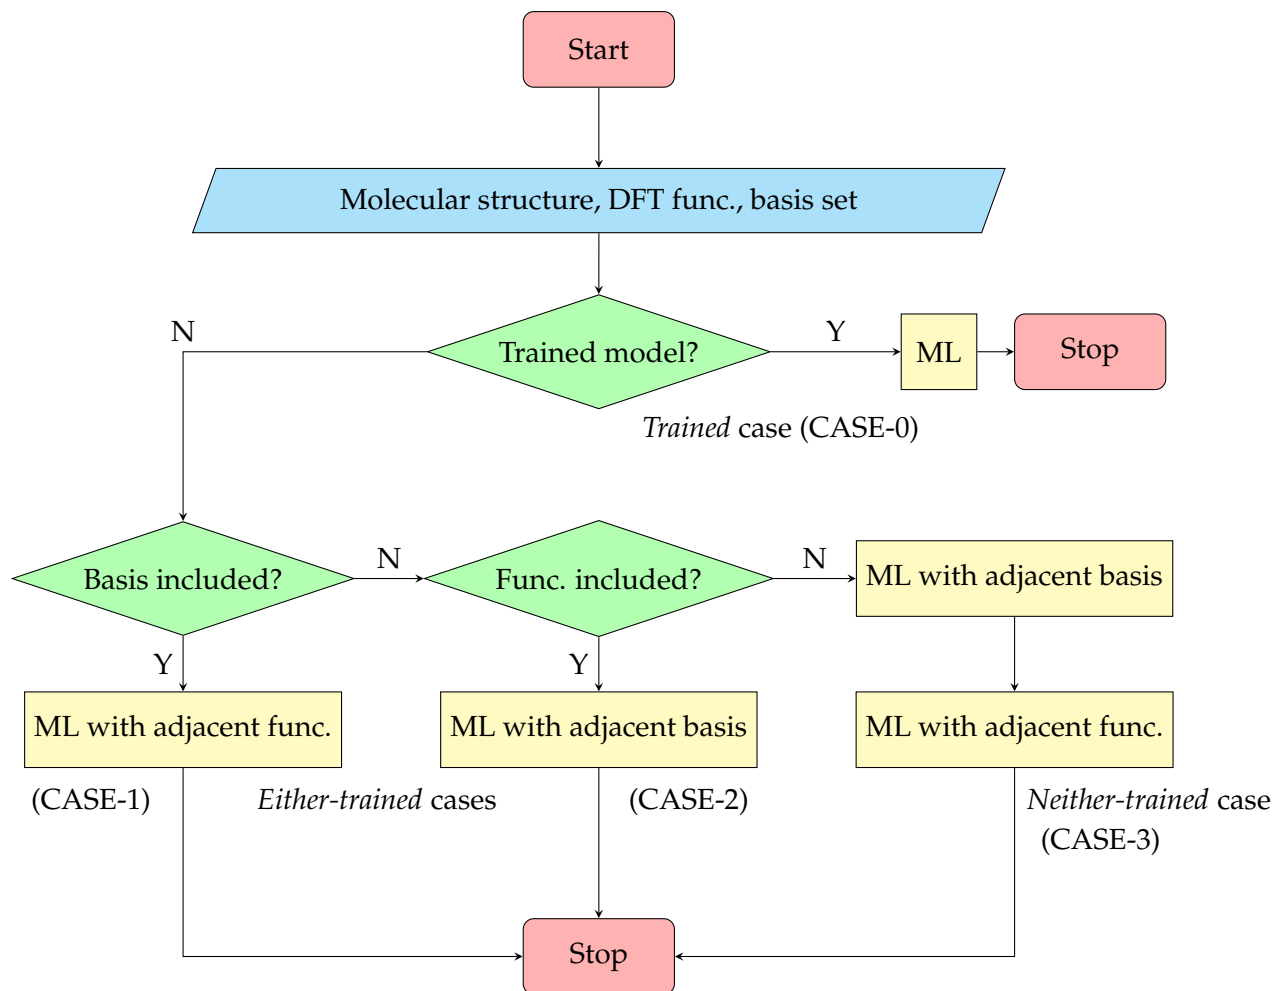 Start
Molecular structure, DFT func., basis set
N
Trained model?
Y
ML
Stop
Trained case (CASE-0)
Basis included?
N
Func. included?
N
ML with adjacent basis
Y
Y
ML with adjacent func.
ML with adjacent basis
ML with adjacent func.
(CASE-1)
Either-trained cases
(CASE-2)
Neither-trained case
(CASE-3)
Stop